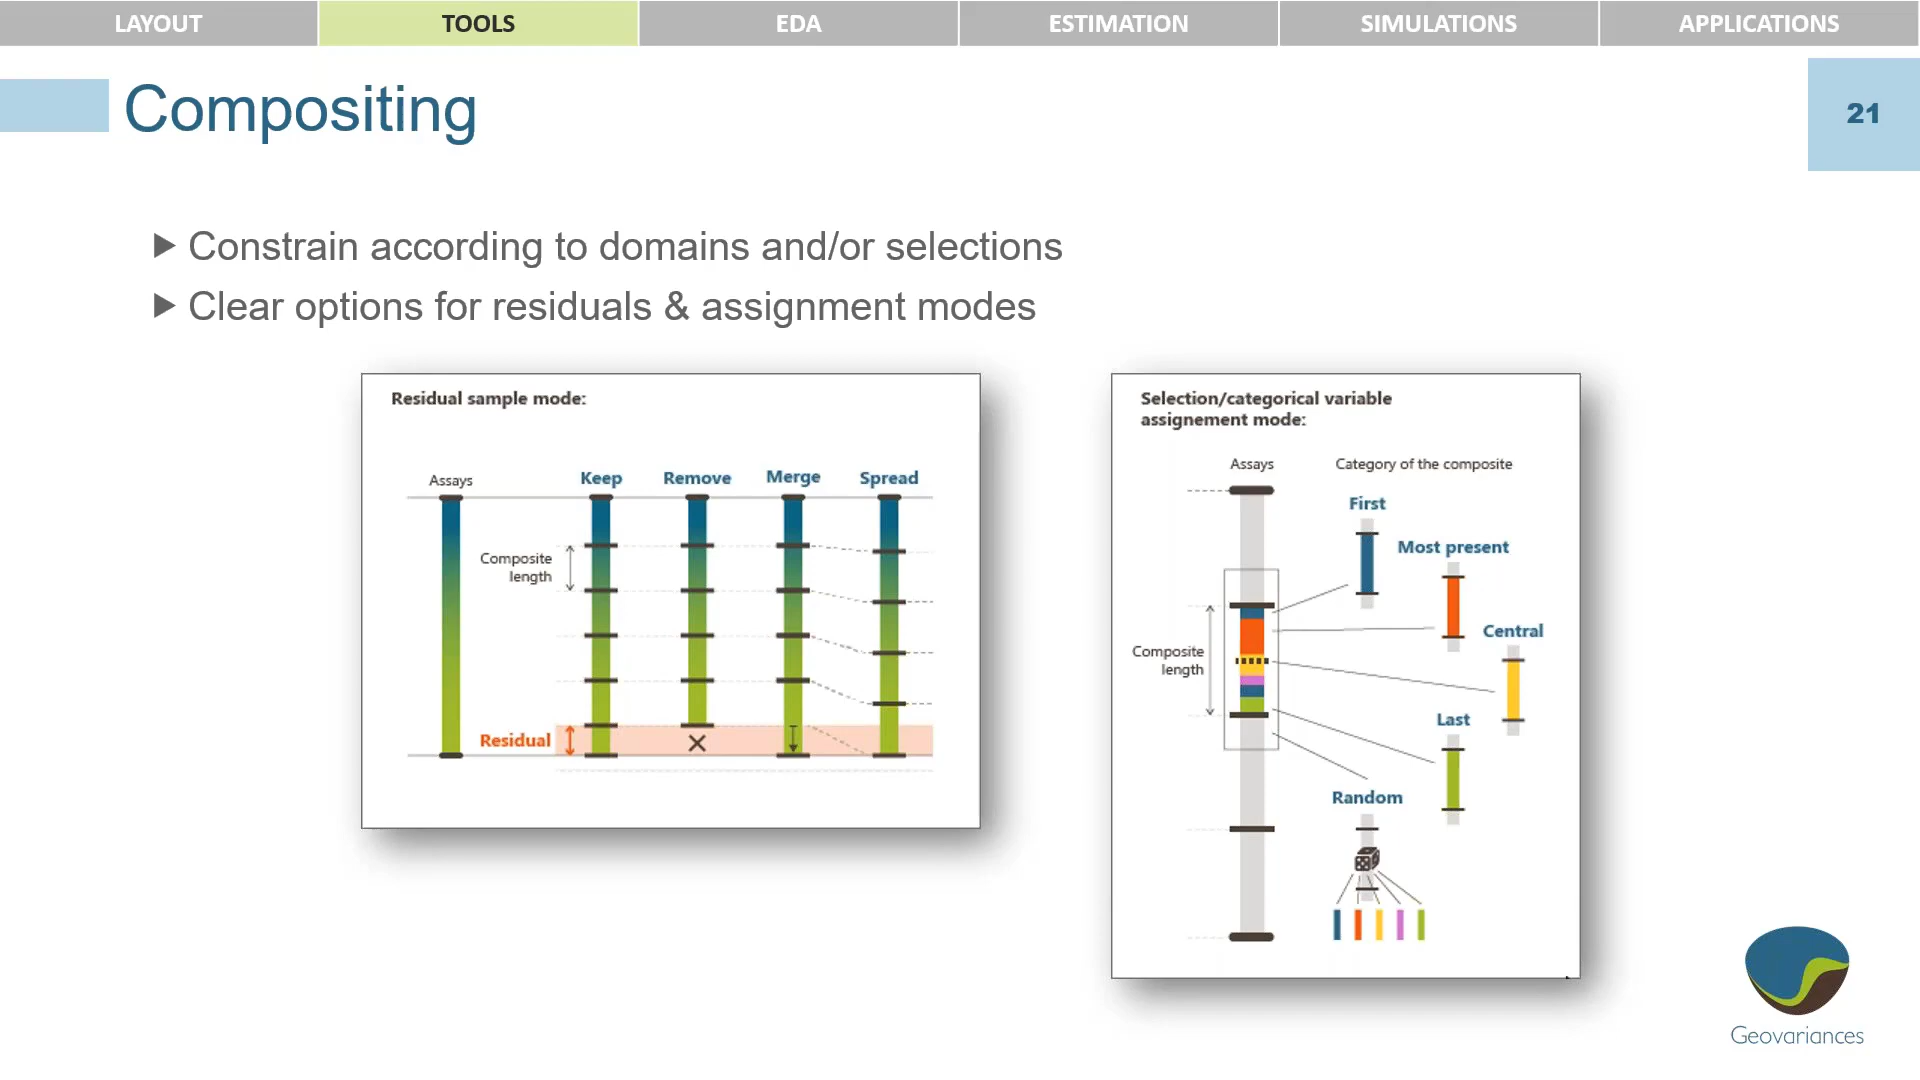 LAYOUT TOOLS EDA ESTIMATION SIMULATIONS APPLICATIONS
Compositing
21
Constrain according to domains and/or selections
Clear options for residuals & assignment modes
Residual sample mode:
Assays Keep Remove Merge Spread
Composite
length
Residual
Selection/categorical variable
assignement mode:
Assays Category of the composite
First
Most present
Central
Composite
length
Last
Random
Geovariances